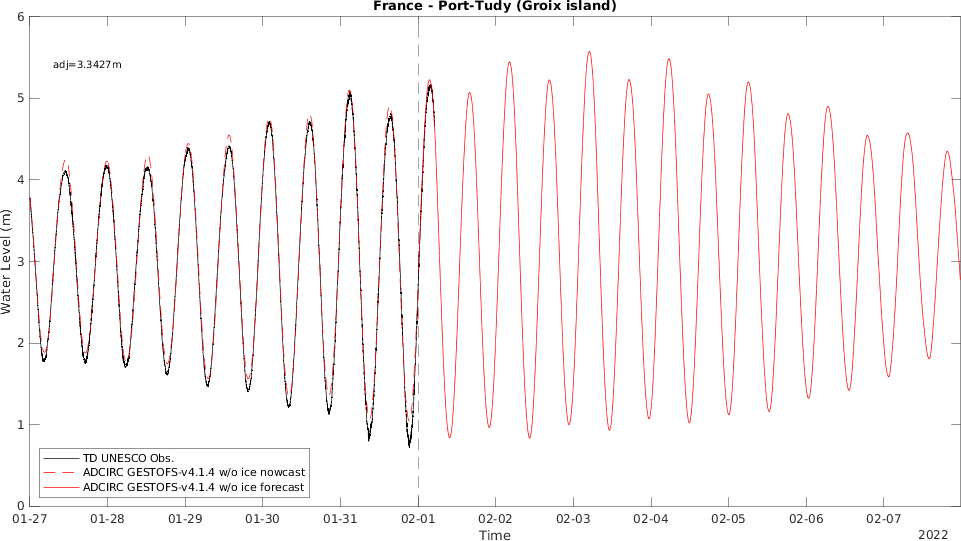 France - Port-Tudy (Groix island)
adj=3.3427m
Water Level (m)
6
5
4
3
2
1
0
TD UNESCO Obs.
ADCIRC GESTOFS-v4.1.4 w/o ice nowcast
ADCIRC GESTOFS-v4.1.4 w/o ice forecast
01-27 01-28 01-29 01-30 01-31 02-01 02-02 02-03 02-04 02-05 02-06 02-07
Time
2022